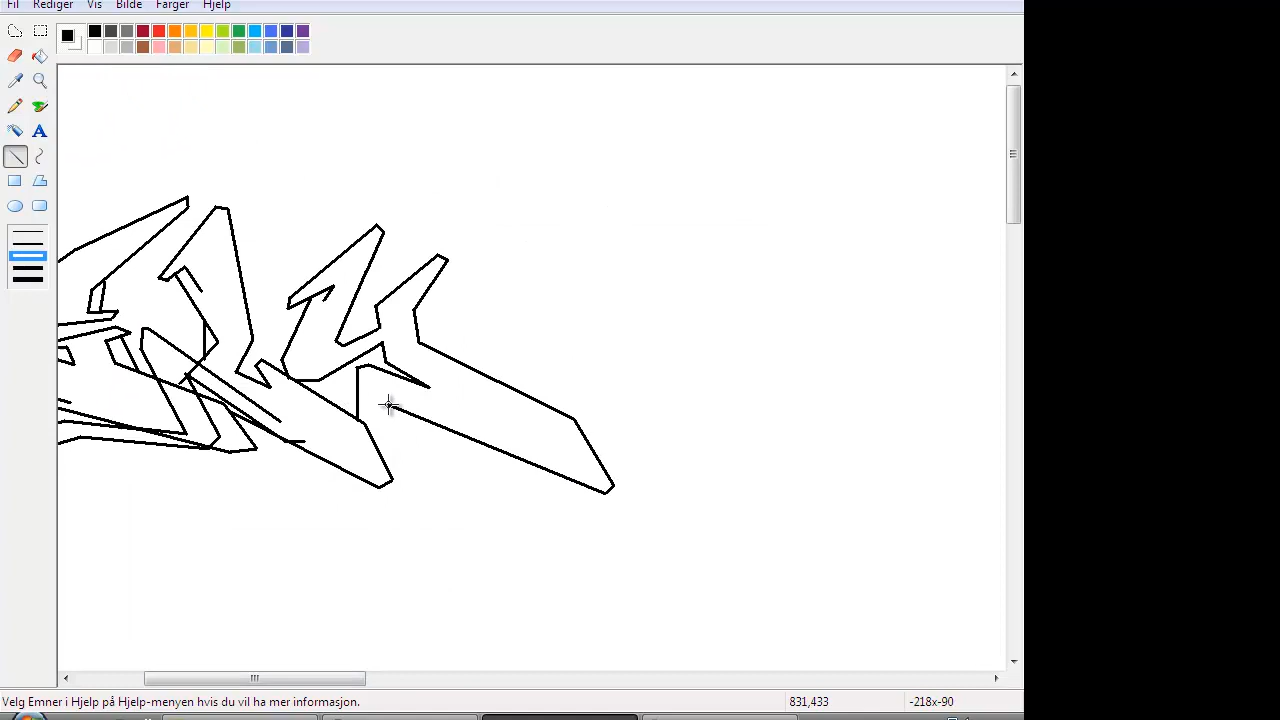 Fil Rediger Vis Bilde Farger Hjelp
A
Velg Emner i Hjelp på Hjelp-menyen hvis du vil ha mer informasjon. 831,433 -218x-90